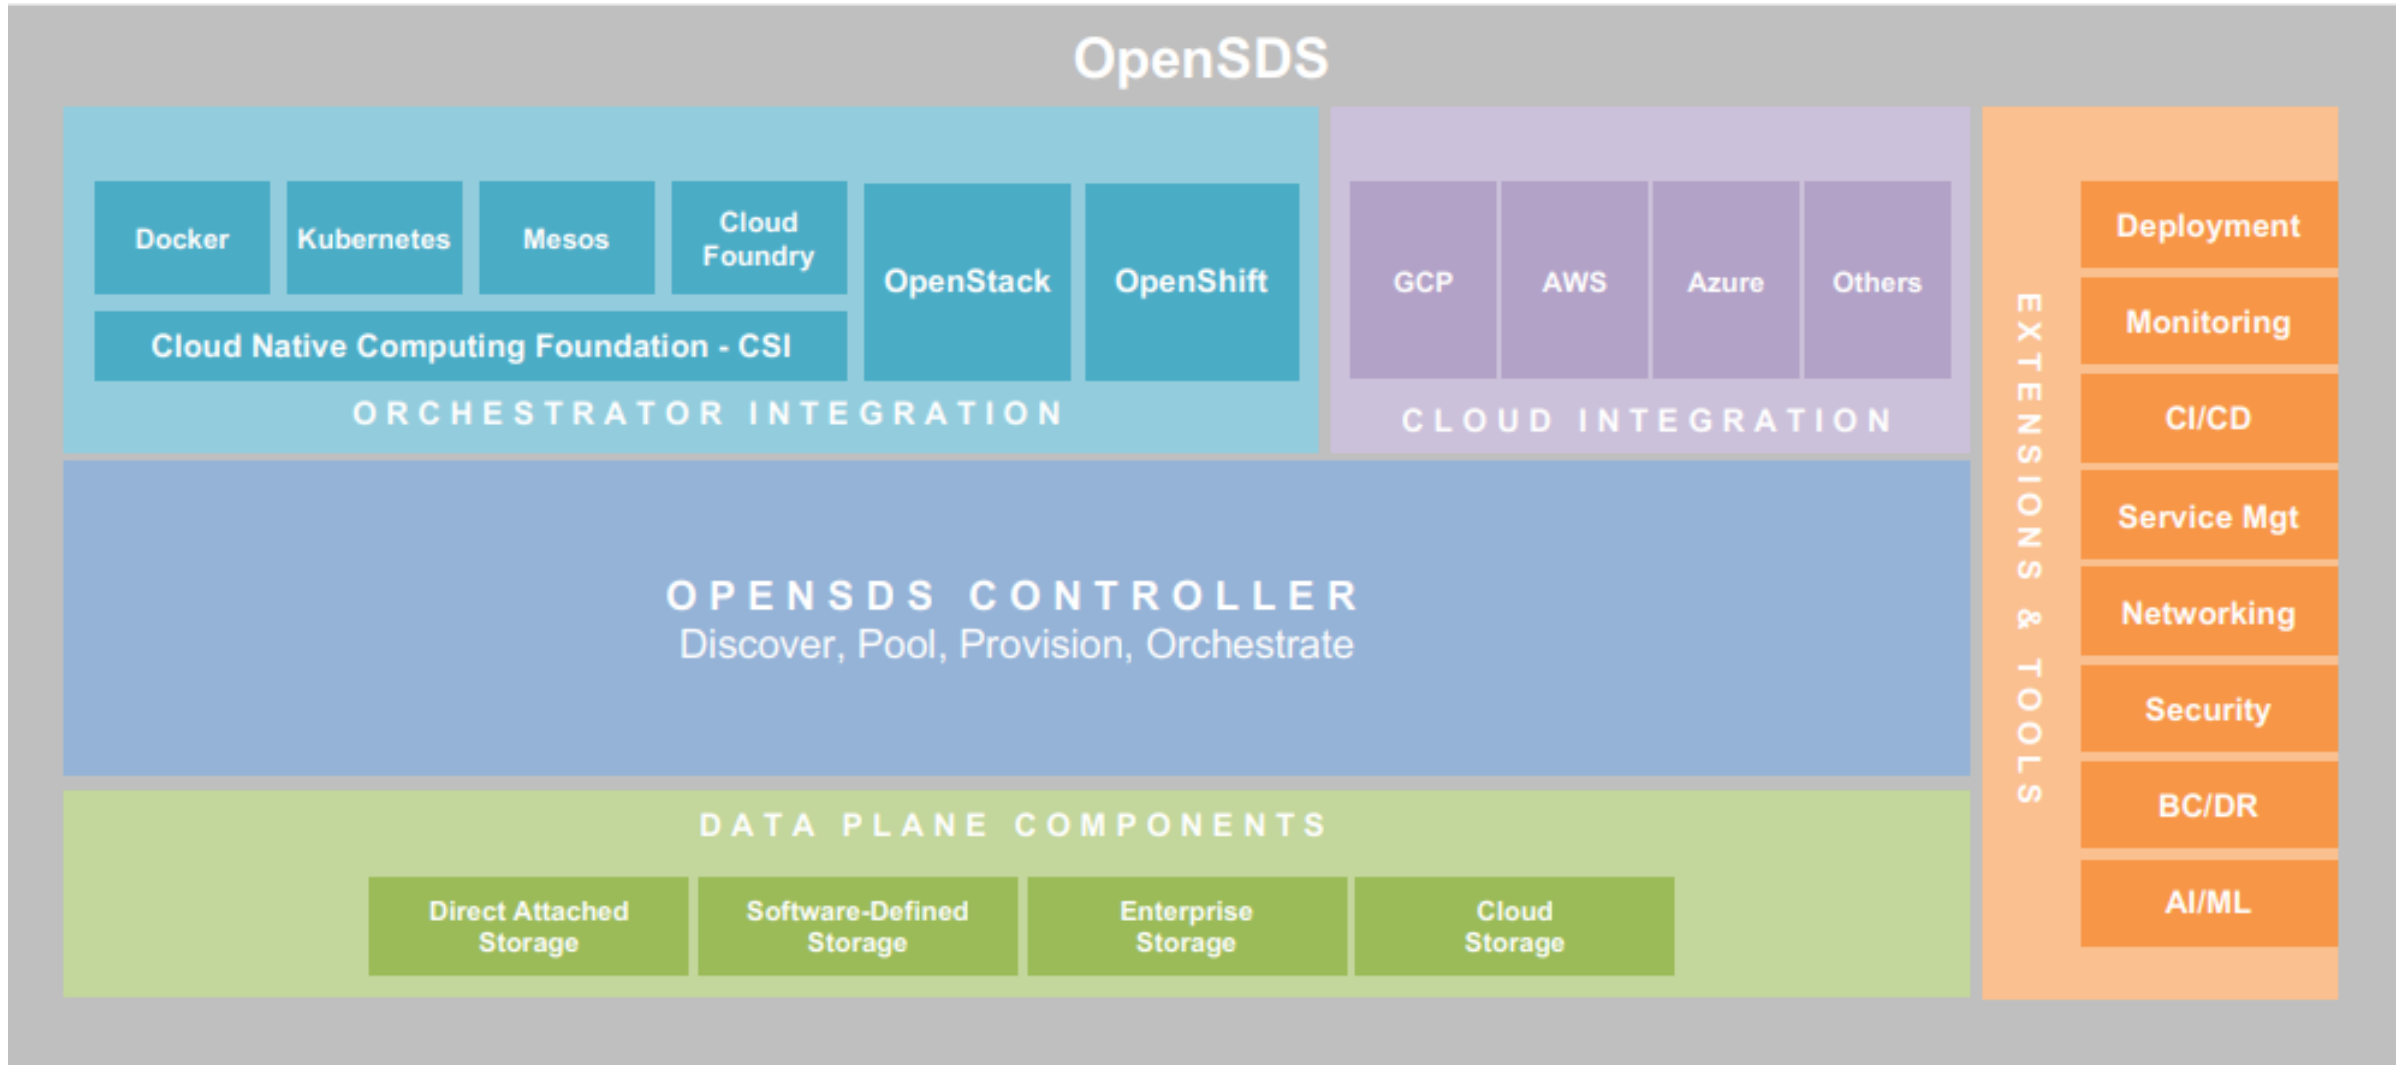 OpenSDS
Docker
Kubernetes
Mesos
Cloud
Foundry
OpenStack
OpenShift
Cloud Native Computing Foundation - CSI
ORCHESTRATOR INTEGRATION
GCP
AWS
Azure
Others
CLOUD INTEGRATION
OPENSDS CONTROLLER
Discover, Pool, Provision, Orchestrate
DATA PLANE COMPONENTS
Direct Attached
Storage
Software-Defined
Storage
Enterprise
Storage
Cloud
Storage
EXTENSIONS & TOOLS
Deployment
Monitoring
CI/CD
Service Mgt
Networking
Security
BC/DR
AI/ML